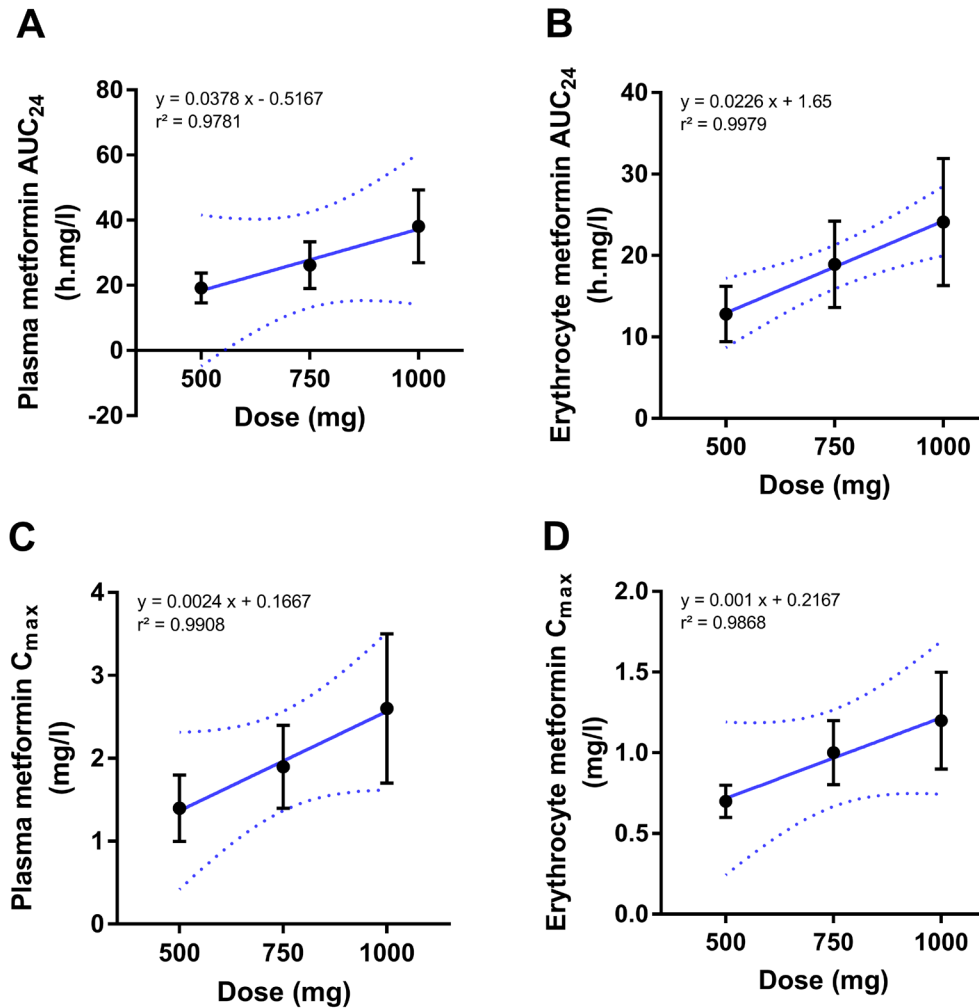 A
Plasma metformin AUC24
(h.mg/l)
y = 0.0378 x - 0.5167
r² = 0.9781
80
60
40
20
0
-20
500 750 1000
Dose (mg)
B
Erythrocyte metformin AUC24
(h.mg/l)
y = 0.0226 x + 1.65
r² = 0.9979
40
30
20
10
0
500 750 1000
Dose (mg)
C
Plasma metformin Cmax
(mg/l)
y = 0.0024 x + 0.1667
r² = 0.9908
4
3
2
1
0
500 750 1000
Dose (mg)
D
Erythrocyte metformin Cmax
(mg/l)
y = 0.001 x + 0.2167
r² = 0.9868
2.0
1.5
1.0
0.5
0.0
500 750 1000
Dose (mg)